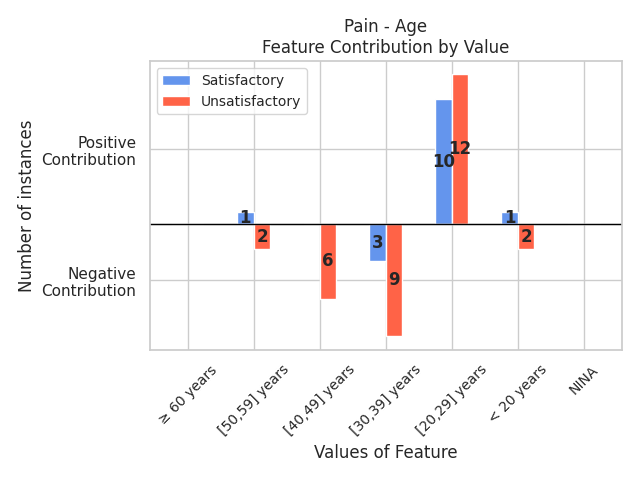 Pain - Age
Feature Contribution by Value
Satisfactory
Unsatisfactory
Number of instances
Positive
Contribution
Negative
Contribution
1
2
6
3
9
10
12
1
2
≥ 60 years
[50,59] years
[40,49] years
[30,39] years
[20,29] years
< 20 years
NINA
Values of Feature